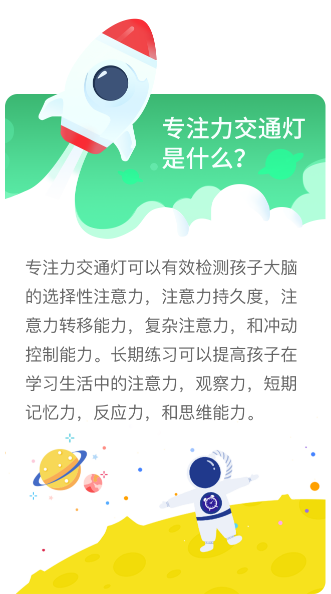 专注力交通灯
是什么？
专注力交通灯可以有效检测孩子大脑
的选择性注意力，注意力持久度，注
意力转移能力，复杂注意力，和冲动
控制能力。长期练习可以提高孩子在
学习生活中的注意力，观察力，短期
记忆力，反应力，和思维能力。